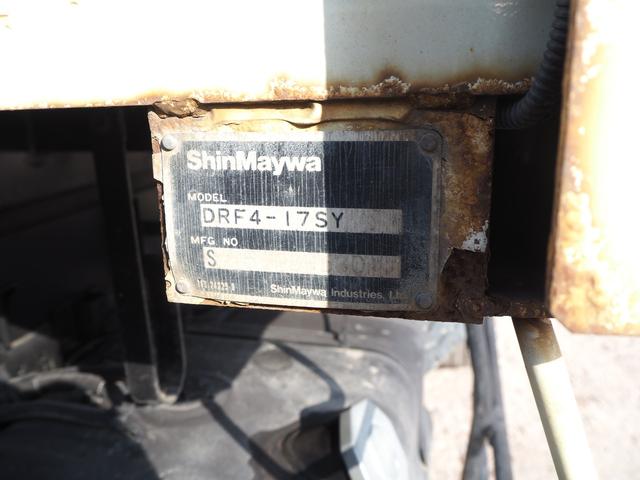 ShinMaywa
MODEL
DRF4-17SY
MFG. NO
S
ShinMaywa Industries, Ltd.